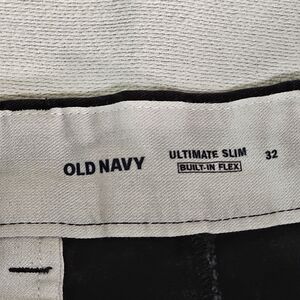 OLD NAVY
ULTIMATE SLIM
BUILT-IN FLEX
32